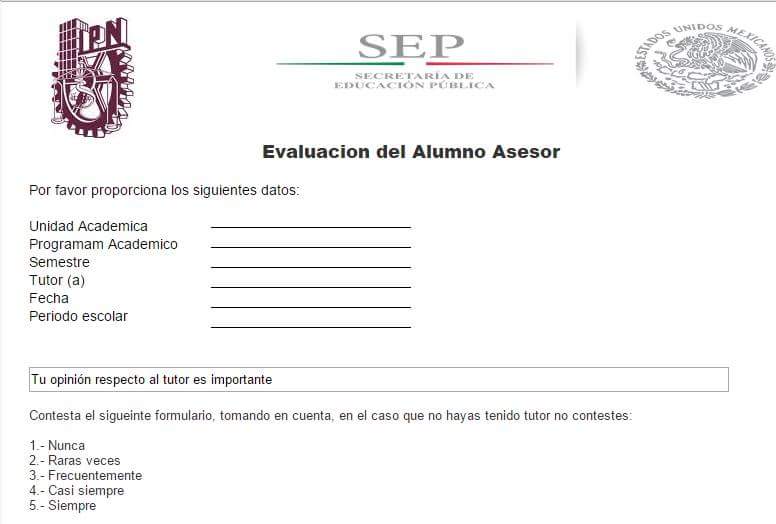 IPN
SEP
SECRETARÍA DE
EDUCACIÓN PÚBLICA
ESTADOS UNIDOS MEXICANOS
Evaluacion del Alumno Asesor
Por favor proporciona los siguientes datos:
Unidad Academica
Programam Academico
Semestre
Tutor (a)
Fecha
Periodo escolar
Tu opinión respecto al tutor es importante
Contesta el sigueinte formulario, tomando en cuenta, en el caso que no hayas tenido tutor no contestes:
1.- Nunca
2.- Raras veces
3.- Frecuentemente
4.- Casi siempre
5.- Siempre